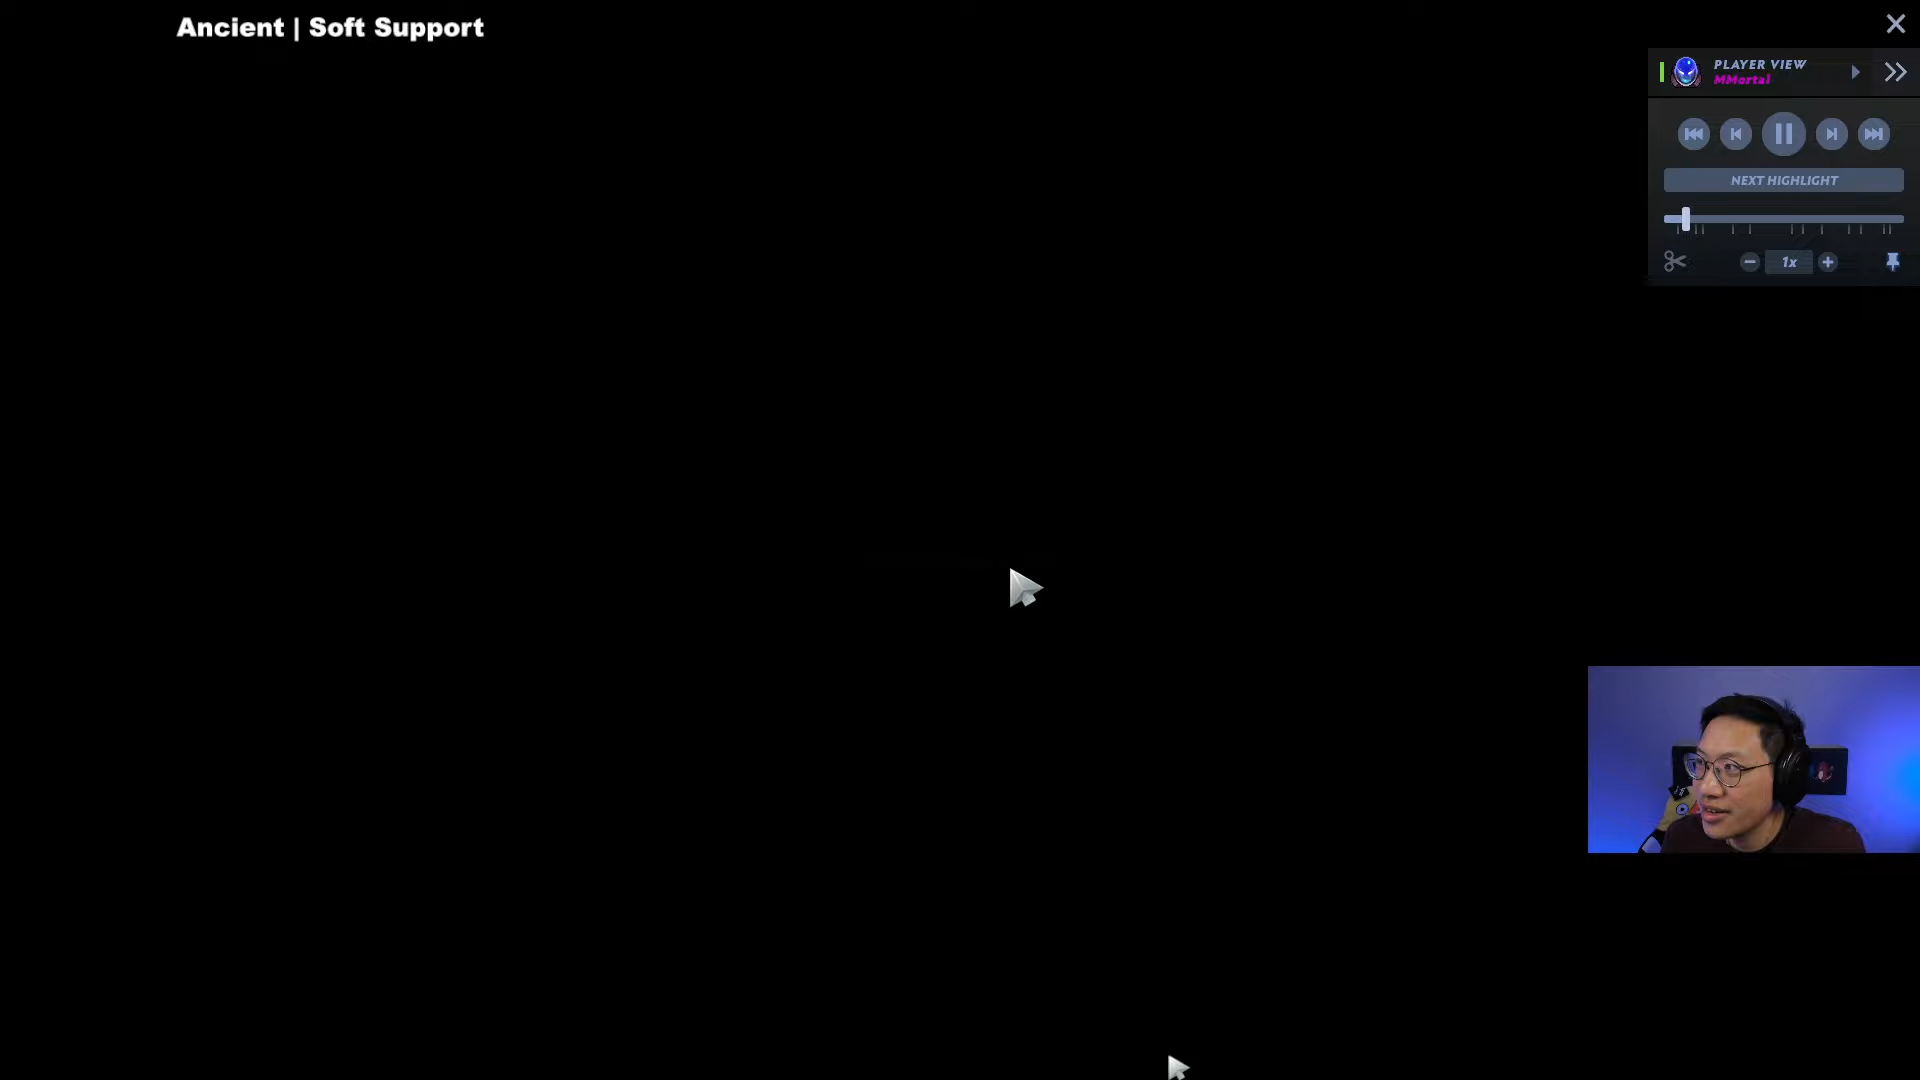 Ancient | Soft Support
PLAYER VIEW
MMortal
NEXT HIGHLIGHT
1x